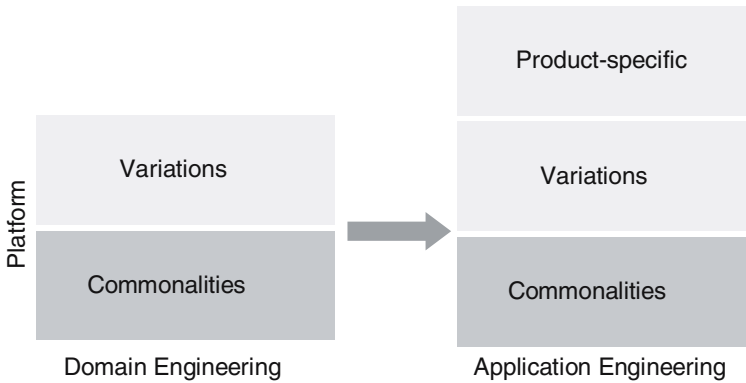 Product-specific
Variations
Variations
Platform
Commonalities
Commonalities
Domain Engineering
Application Engineering